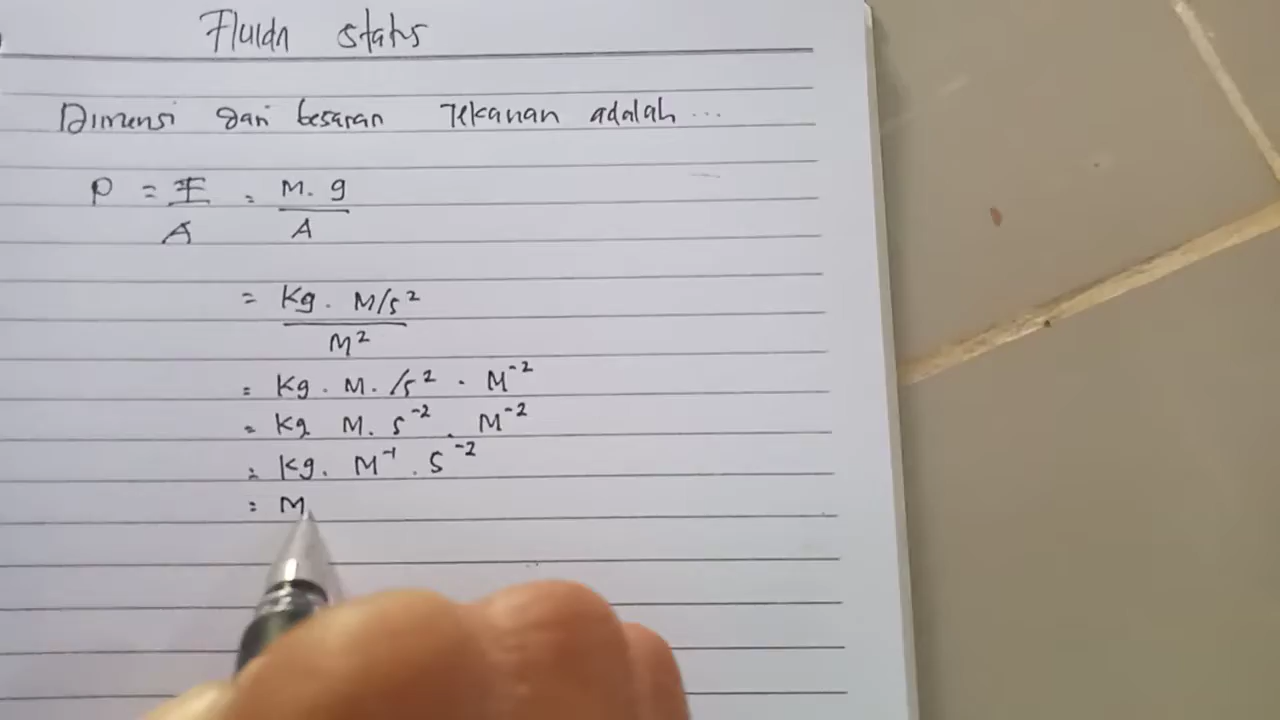 Fluida statis
Dimensi dari besaran Tekanan adalah ...
P = F/A = M. g/A
= Kg. M/s²/M²
= Kg. M. /s² . M⁻²
= Kg M. s⁻² . M⁻²
= Kg. M⁻¹ . S⁻²
= M